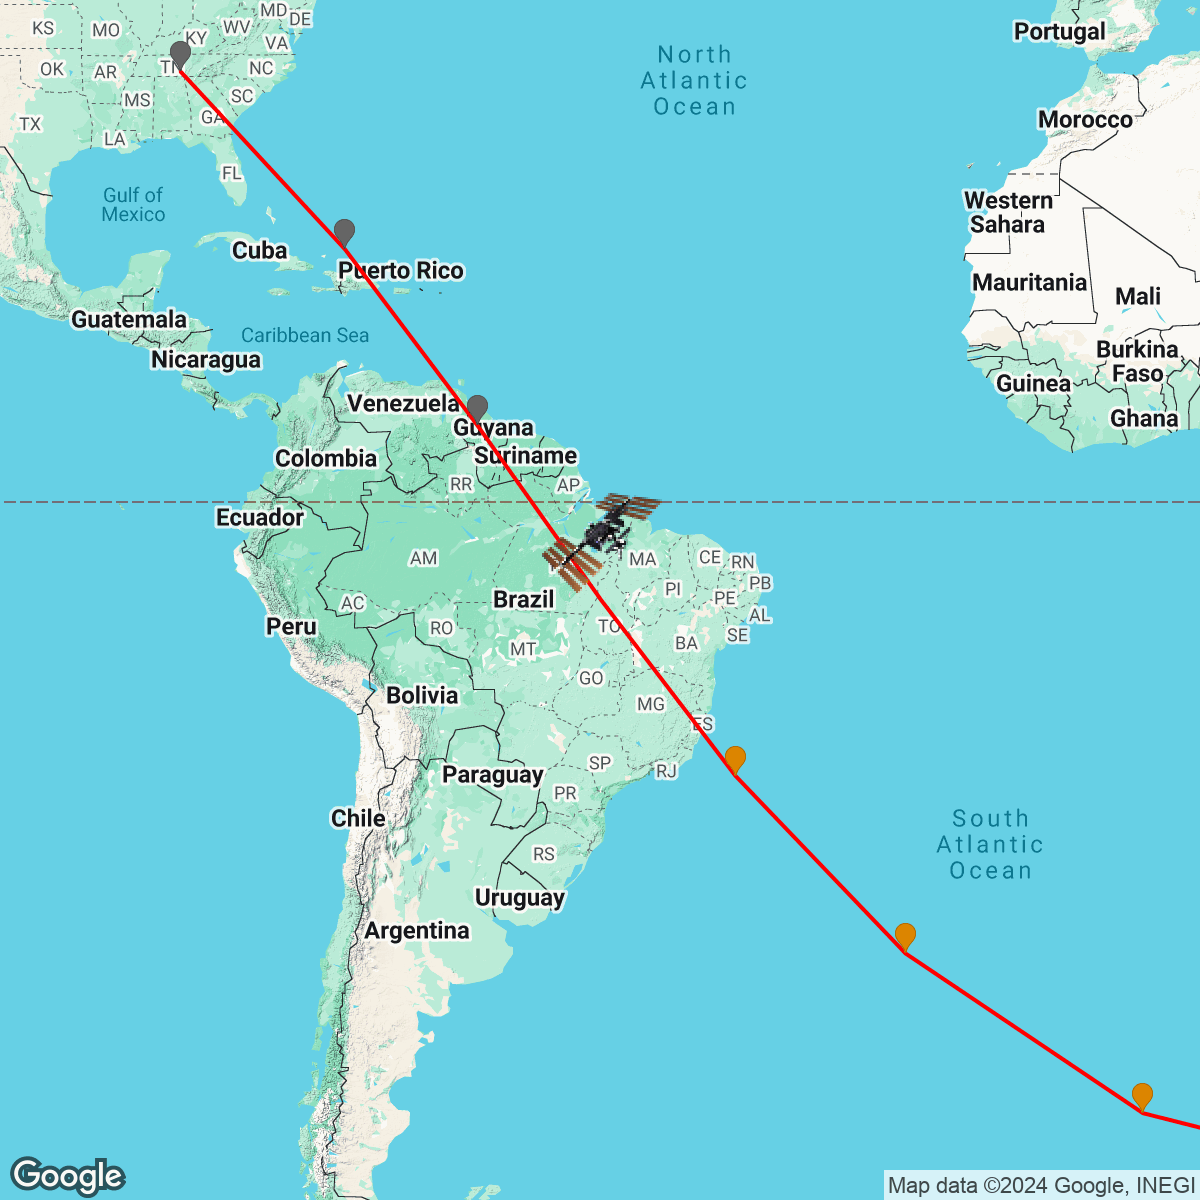 MD
DE
KS
MO
WV
KY
VA
Portugal
North
Atlantic
Ocean
OK
AR
NC
MS
SC
TX
LA
GA
Morocco
FL
Gulf of
Mexico
Western
Sahara
Cuba
Puerto Rico
Mauritania
Mali
Guatemala
Caribbean Sea
Nicaragua
Burkina
Faso
Guinea
Ghana
Venezuela
Guyana
Suriname
Colombia
RR
AP
Ecuador
AM
MA
CE
RN
PB
PI
PE
AL
Brazil
AC
Peru
RO
TO
SE
BA
MT
GO
Bolivia
MG
ES
SP
RJ
Paraguay
PR
Chile
South
Atlantic
Ocean
RS
Uruguay
Argentina
Google
Map data ©2024 Google, INEGI